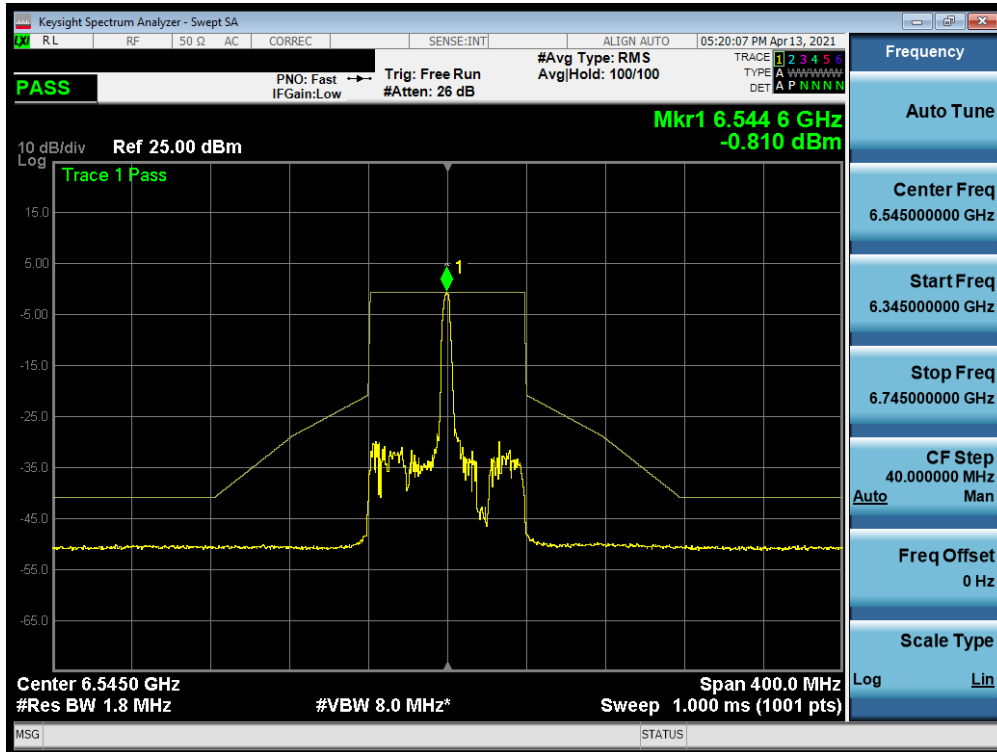 Keysight Spectrum Analyzer - Swept SA
LXI RL RF 50 Ω AC CORREC SENSE:INT ALIGN AUTO 05:20:07 PM Apr 13, 2021
PASS
PNO: Fast
IFGain:Low
Trig: Free Run
#Atten: 26 dB
#Avg Type: RMS
Avg|Hold: 100/100
TRACE 1 2 3 4 5 6
TYPE A WWWWW
DET A P N N N N
Mkr1 6.544 6 GHz
-0.810 dBm
10 dB/div
Log
Ref 25.00 dBm
Trace 1 Pass
15.0
5.00
-5.00
-15.0
-25.0
-35.0
-45.0
-55.0
-65.0
1
Center 6.5450 GHz
#Res BW 1.8 MHz
#VBW 8.0 MHz*
Span 400.0 MHz
Sweep 1.000 ms (1001 pts)
MSG
STATUS
Frequency
Auto Tune
Center Freq
6.545000000 GHz
Start Freq
6.345000000 GHz
Stop Freq
6.745000000 GHz
CF Step
40.000000 MHz
Auto Man
Freq Offset
0 Hz
Scale Type
Log Lin